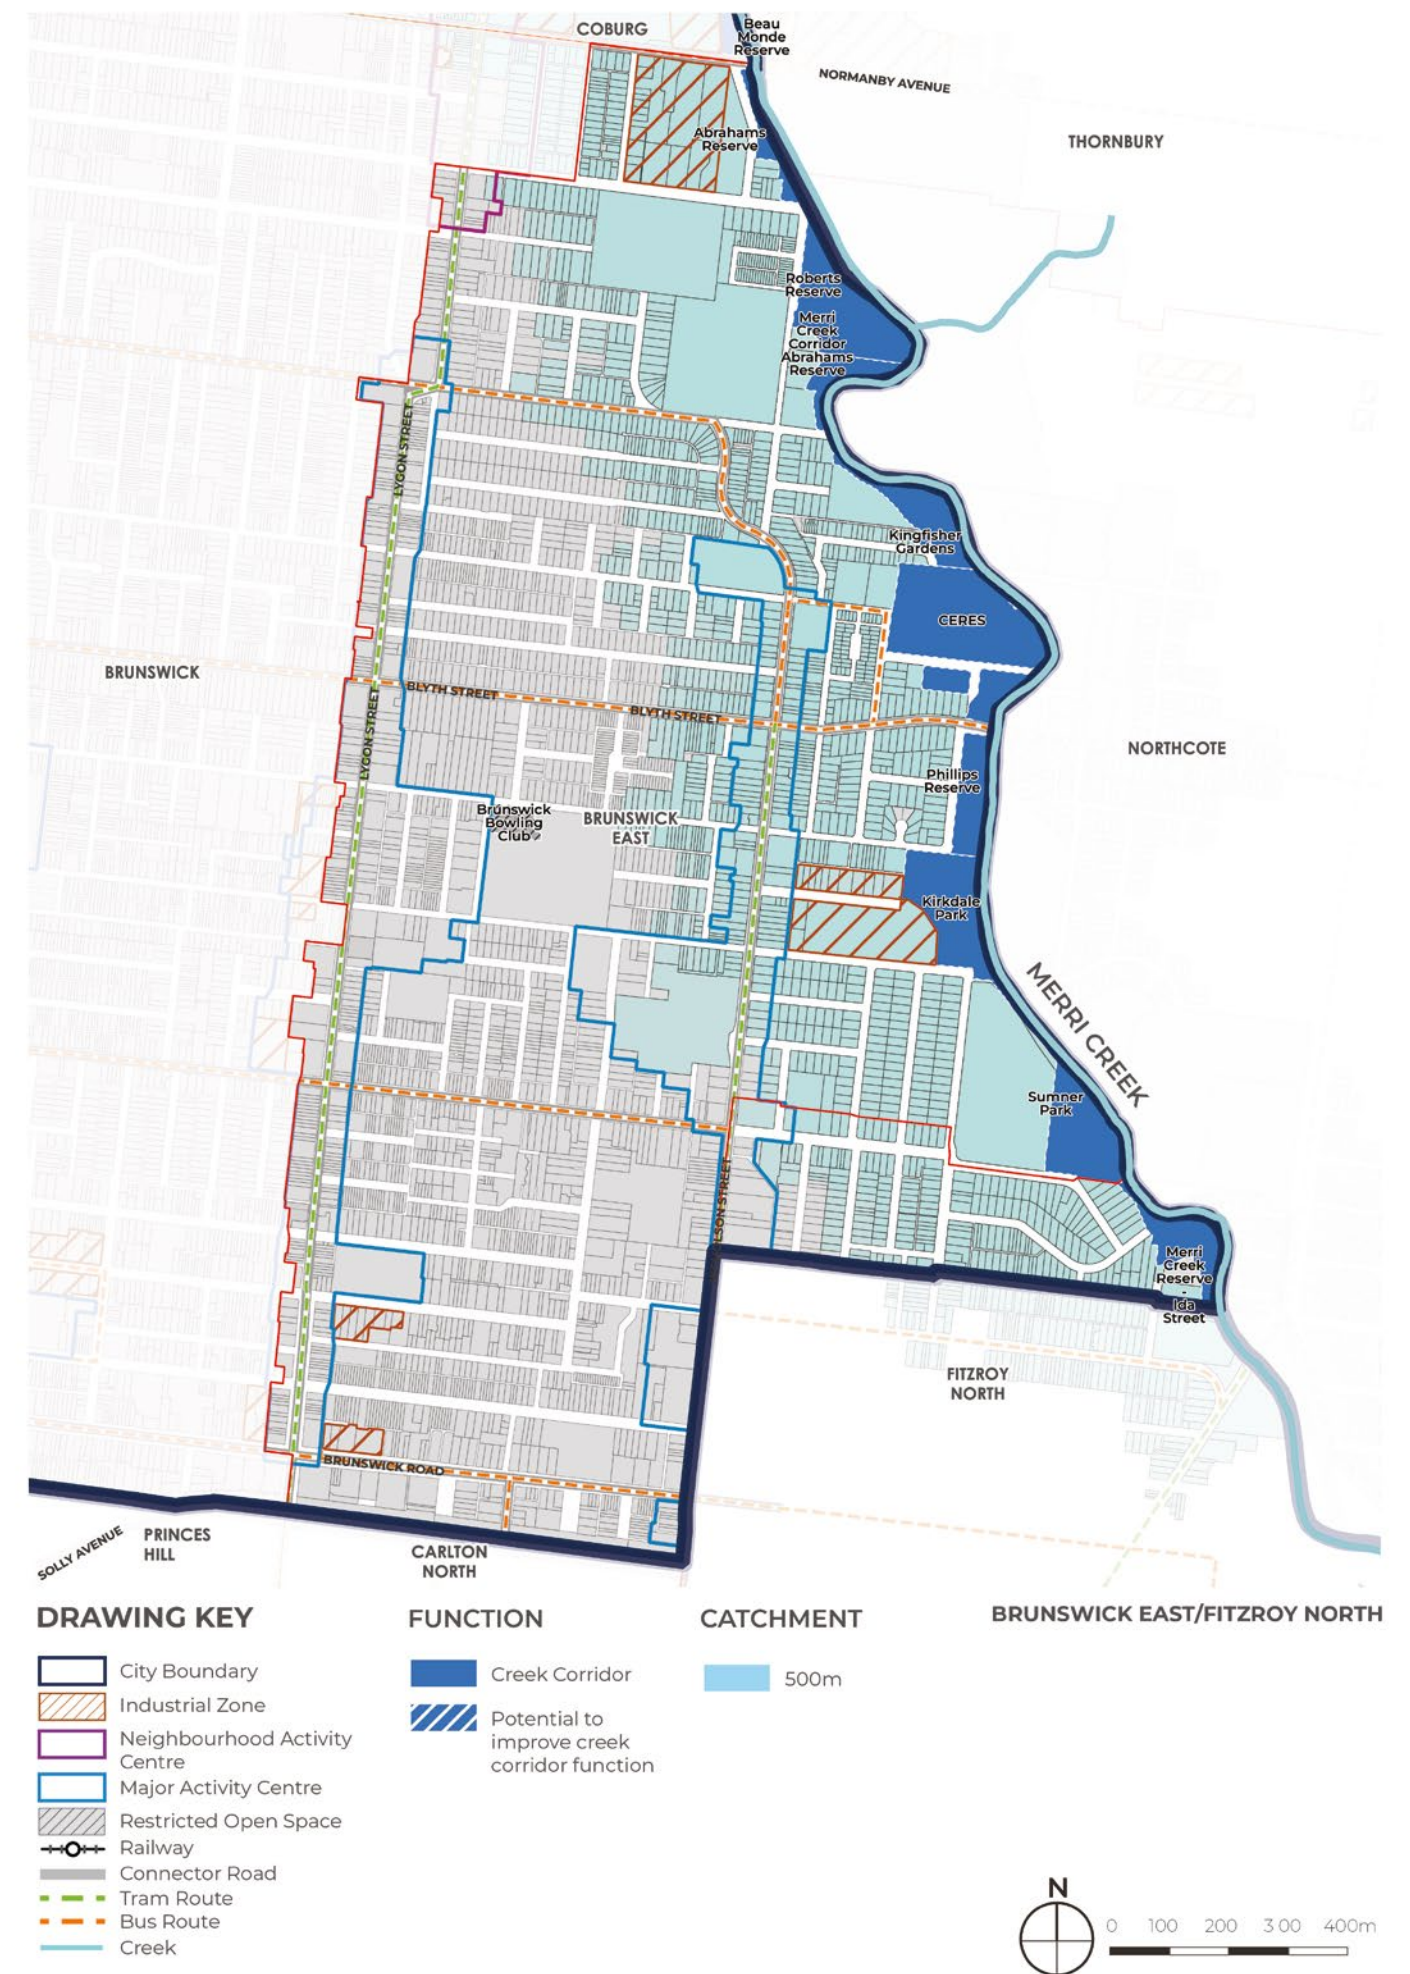 COBURG
Beau
Monde
Reserve
NORMANBY AVENUE
THORNBURY
Abrahams
Reserve
Roberts
Reserve
Merri
Creek
Corridor
Abrahams
Reserve
LYGON STREET
Kingfisher
Gardens
CERES
BRUNSWICK
BLYTH STREET
BLYTH STREET
LYGON STREET
NORTHCOTE
Phillips
Reserve
Brunswick
Bowling
Club
BRUNSWICK
EAST
Kirkdale
Park
MERRI CREEK
Sumner
Park
OLSON STREET
Merri
Creek
Reserve
-
Ida
Street
FITZROY
NORTH
BRUNSWICK ROAD
SOLLY AVENUE
PRINCES
HILL
CARLTON
NORTH
DRAWING KEY
City Boundary
Industrial Zone
Neighbourhood Activity
Centre
Major Activity Centre
Restricted Open Space
Railway
Connector Road
Tram Route
Bus Route
Creek
FUNCTION
Creek Corridor
Potential to
improve creek
corridor function
CATCHMENT
500m
BRUNSWICK EAST/FITZROY NORTH
N
0 100 200 3 00 400m